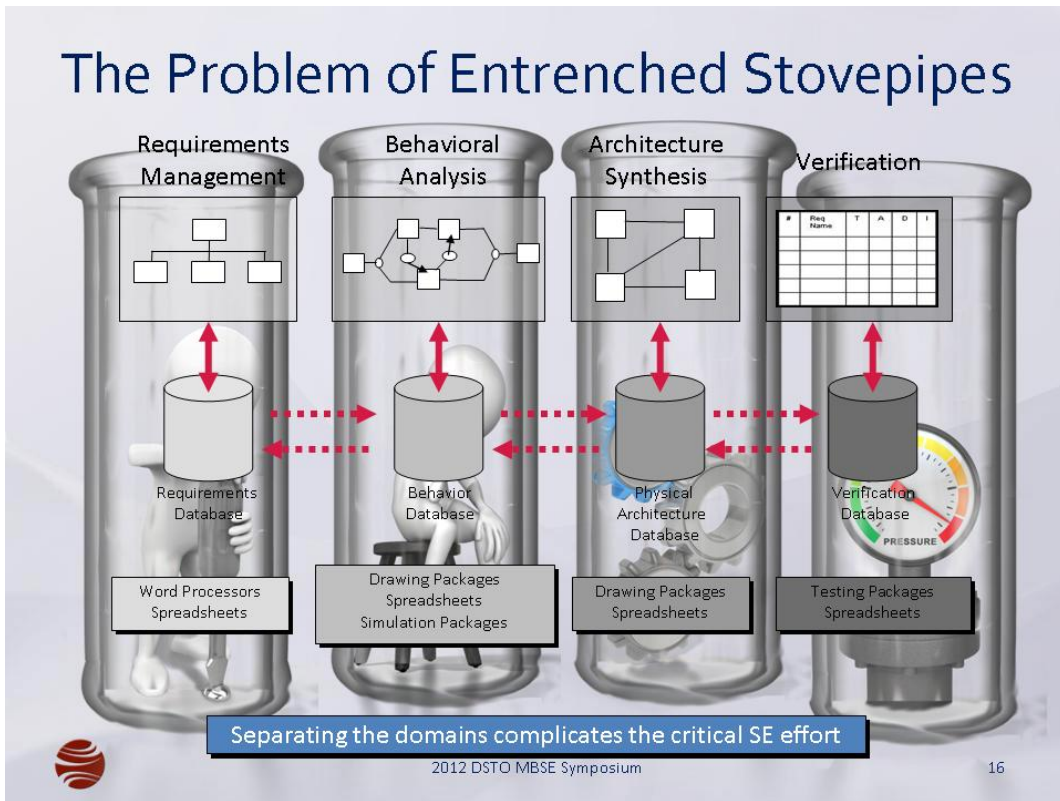 The Problem of Entrenched Stovepipes
Requirements
Management
Behavioral
Analysis
Architecture
Synthesis
Verification
# Req Name T A D I
Requirements
Database
Behavior
Database
Physical
Architecture
Database
Verification
Database
PRESSURE
Word Processors
Spreadsheets
Drawing Packages
Spreadsheets
Simulation Packages
Drawing Packages
Spreadsheets
Testing Packages
Spreadsheets
Separating the domains complicates the critical SE effort
2012 DSTO MBSE Symposium
16